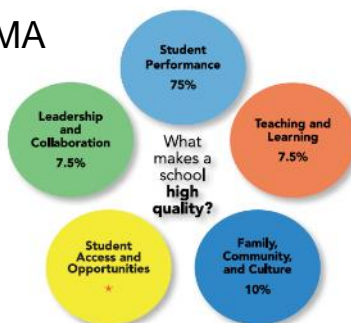 MA
Student
Performance
75%
Leadership
and
Collaboration
7.5%
What
makes a
school
high
quality?
Teaching and
Learning
7.5%
Student
Access and
Opportunities
*
Family,
Community,
and Culture
10%